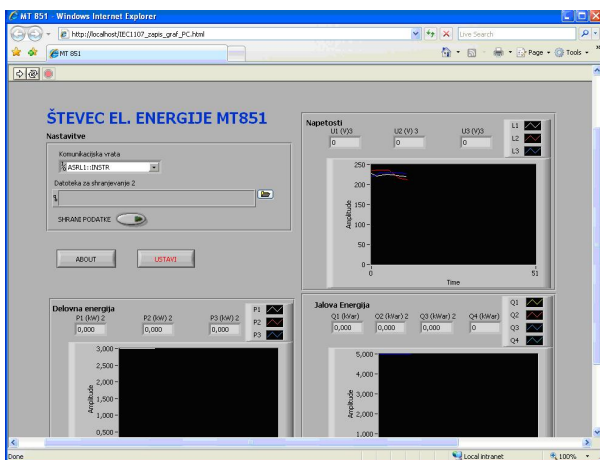 MT 851 - Windows Internet Explorer
http://localhost/IEC1107_zapis_graf_PC.html
Live Search
MT 851
Page
Tools
ŠTEVEC EL. ENERGIJE MT851
Nastavitve
Komunikacijska vrata
ASRL1::INSTR
Datoteka za shranjevanje 2
SHRANI PODATKE
ABOUT
USTAVI
Napetosti
U1 (V)3
U2 (V) 3
U3 (V)3
0
0
0
L1
L2
L3
250
200
150
100
50
0
Amplitude
0
51
Time
Delovna energija
P1 (kW) 2
P2 (kW) 2
P3 (kW) 2
0,000
0,000
0,000
P1
P2
P3
3,000
2,500
2,000
1,500
1,000
0,500
Amplitude
Jalova Energija
Q1 (kVar)
Q2 (kVar) 2
Q3 (kVar) 2
Q4 (kVar)
0,000
0,000
0,000
0
Q1
Q2
Q3
Q4
5,000
4,000
3,000
2,000
1,000
Amplitude
Done
Local intranet
100%